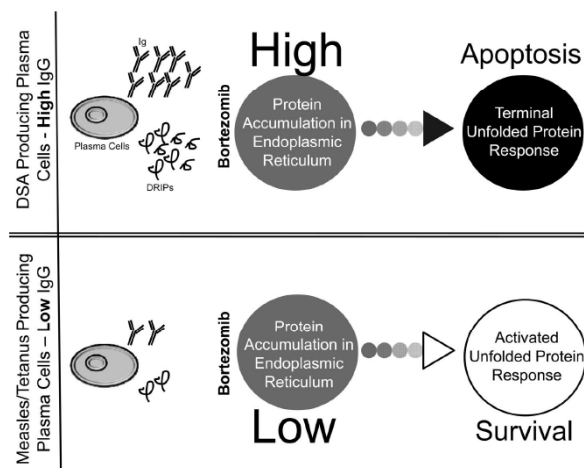 DSA Producing Plasma
Cells - High IgG
Ig
Plasma Cells
DRIPs
Bortezomib
High
Protein
Accumulation in
Endoplasmic
Reticulum
Apoptosis
Terminal
Unfolded Protein
Response
Measles/Tetanus Producing
Plasma Cells – Low IgG
Bortezomib
Protein
Accumulation in
Endoplasmic
Reticulum
Low
Activated
Unfolded Protein
Response
Survival